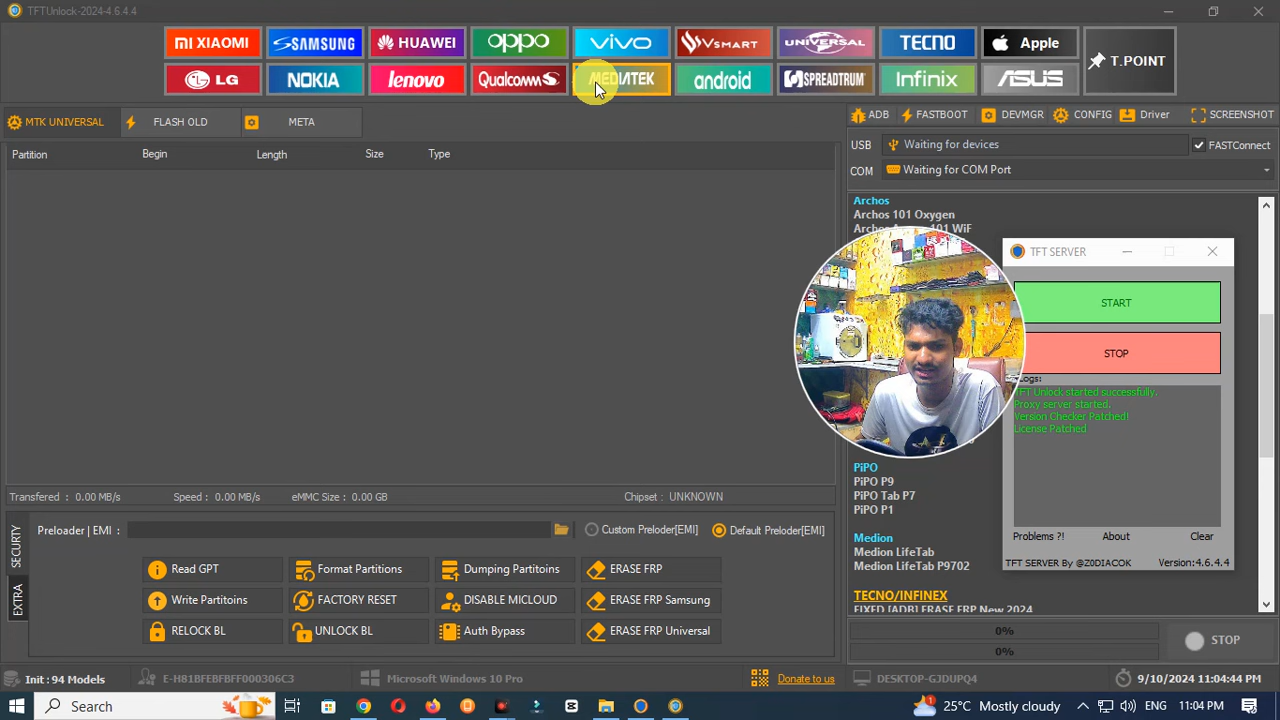 TFTUnlock-2024-4.6.4.4
MI XIAOMI SAMSUNG HUAWEI oppo vivo VSMART UNIVERSAL TECNO Apple T.POINT
LG NOKIA lenovo Qualcomm MEDIATEK android SPREADTRUM Infinix ASUS
MTK UNIVERSAL FLASH OLD META
ADB FASTBOOT DEVMGR CONFIG Driver SCREENSHOT
USB Waiting for devices FASTConnect
COM Waiting for COM Port
Partition Begin Length Size Type
Archos
Archos 101 Oxygen
101 WiF
TFT SERVER
START
STOP
Logs:
TFT Unlock started successfully.
Proxy server started.
Version Checker Patched!
License Patched
PiPO
PiPO P9
PiPO Tab P7
PiPO P1
Medion
Medion LifeTab
Medion LifeTab P9702
Problems ?! About Clear
TFT SERVER By @Z0DIACOK Version:4.6.4.4
TECNO/INFINEX
FIXED [ADB] ERASE FRP New 2024
Transfered : 0.00 MB/s Speed : 0.00 MB/s eMMC Size : 0.00 GB Chipset : UNKNOWN
SECURITY
EXTRA
Preloader | EMI : Custom Preloder[EMI] Default Preloder[EMI]
Read GPT Format Partitions Dumping Partitoins ERASE FRP
Write Partitoins FACTORY RESET DISABLE MICLOUD ERASE FRP Samsung
RELOCK BL UNLOCK BL Auth Bypass ERASE FRP Universal
0%
0%
STOP
Init : 94 Models E-H81BFEBFBFF000306C3 Microsoft Windows 10 Pro Donate to us DESKTOP-GJDUPQ4 9/10/2024 11:04:44 PM
Search 25°C Mostly cloudy ENG 11:04 PM